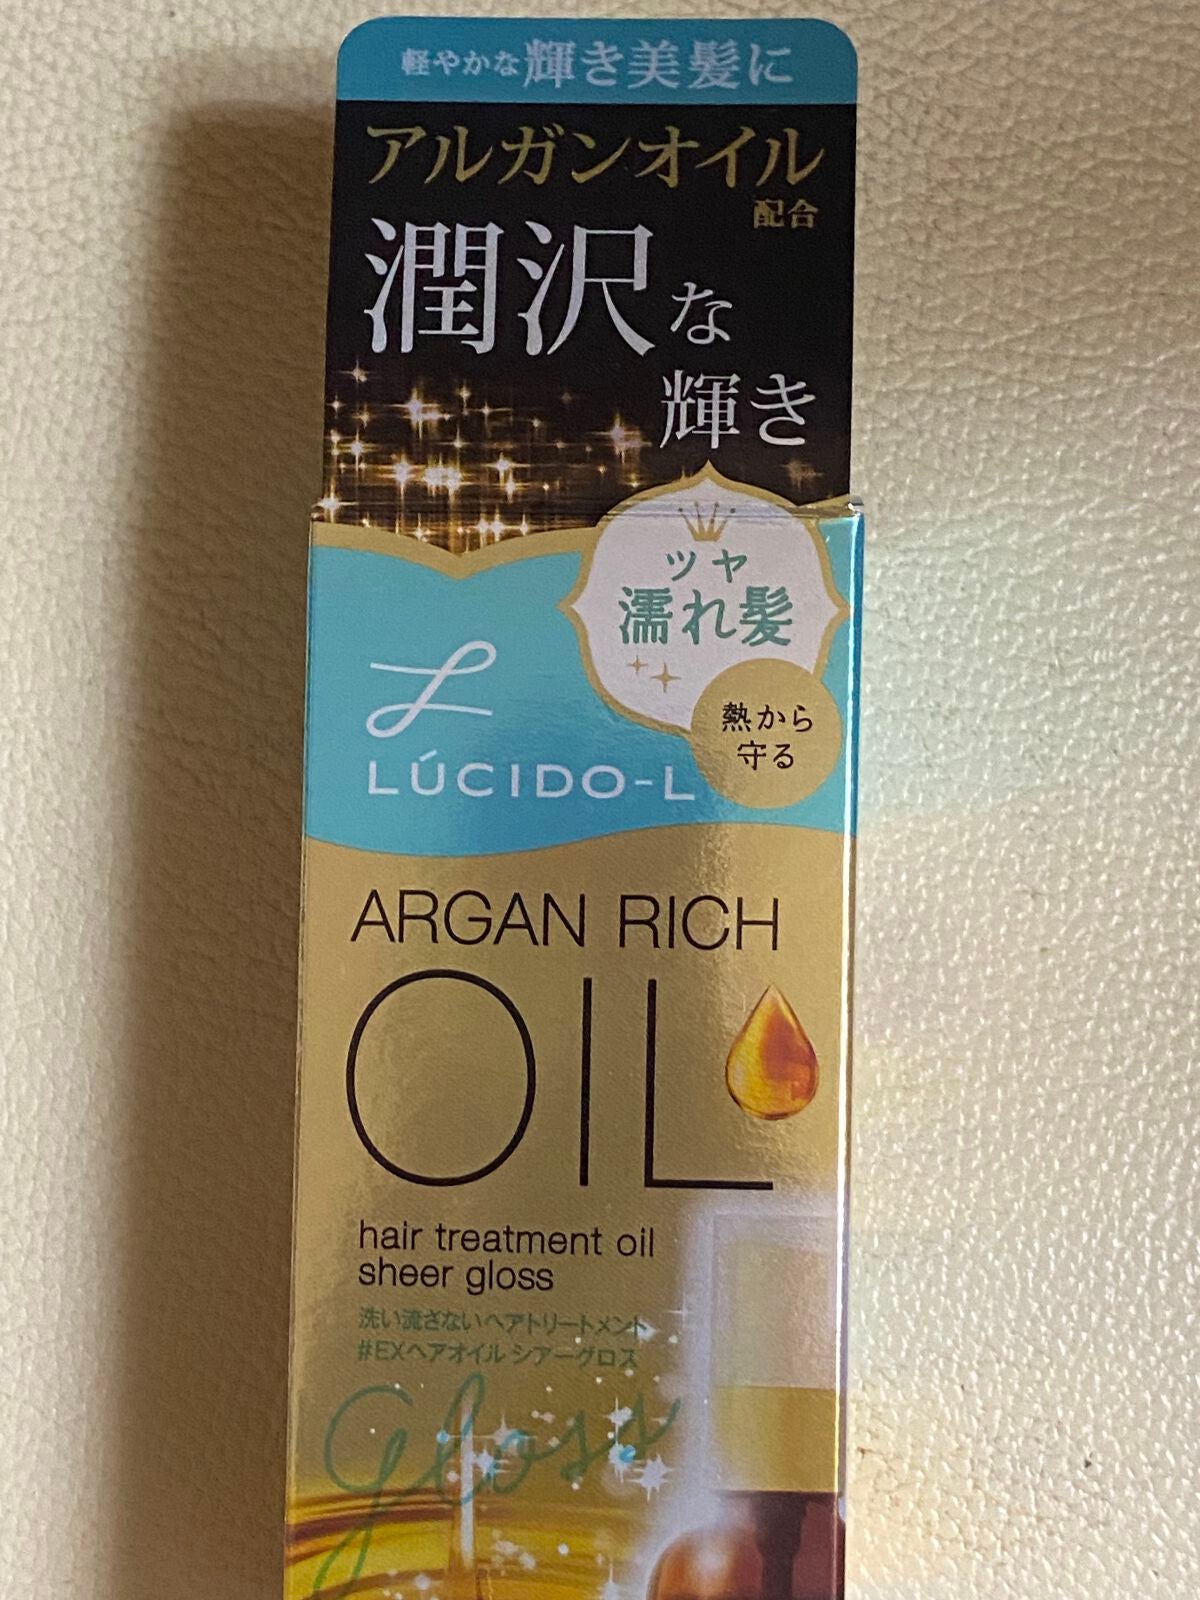 軽やかな輝き美髪に
アルガンオイル
配合
潤沢な
輝き
ツヤ
濡れ髪
熱から
守る
LÚCIDO-L
ARGAN RICH
OIL
hair treatment oil
sheer gloss
洗い流さないヘアトリートメント
#EXヘアオイル シアーグロス
gloss